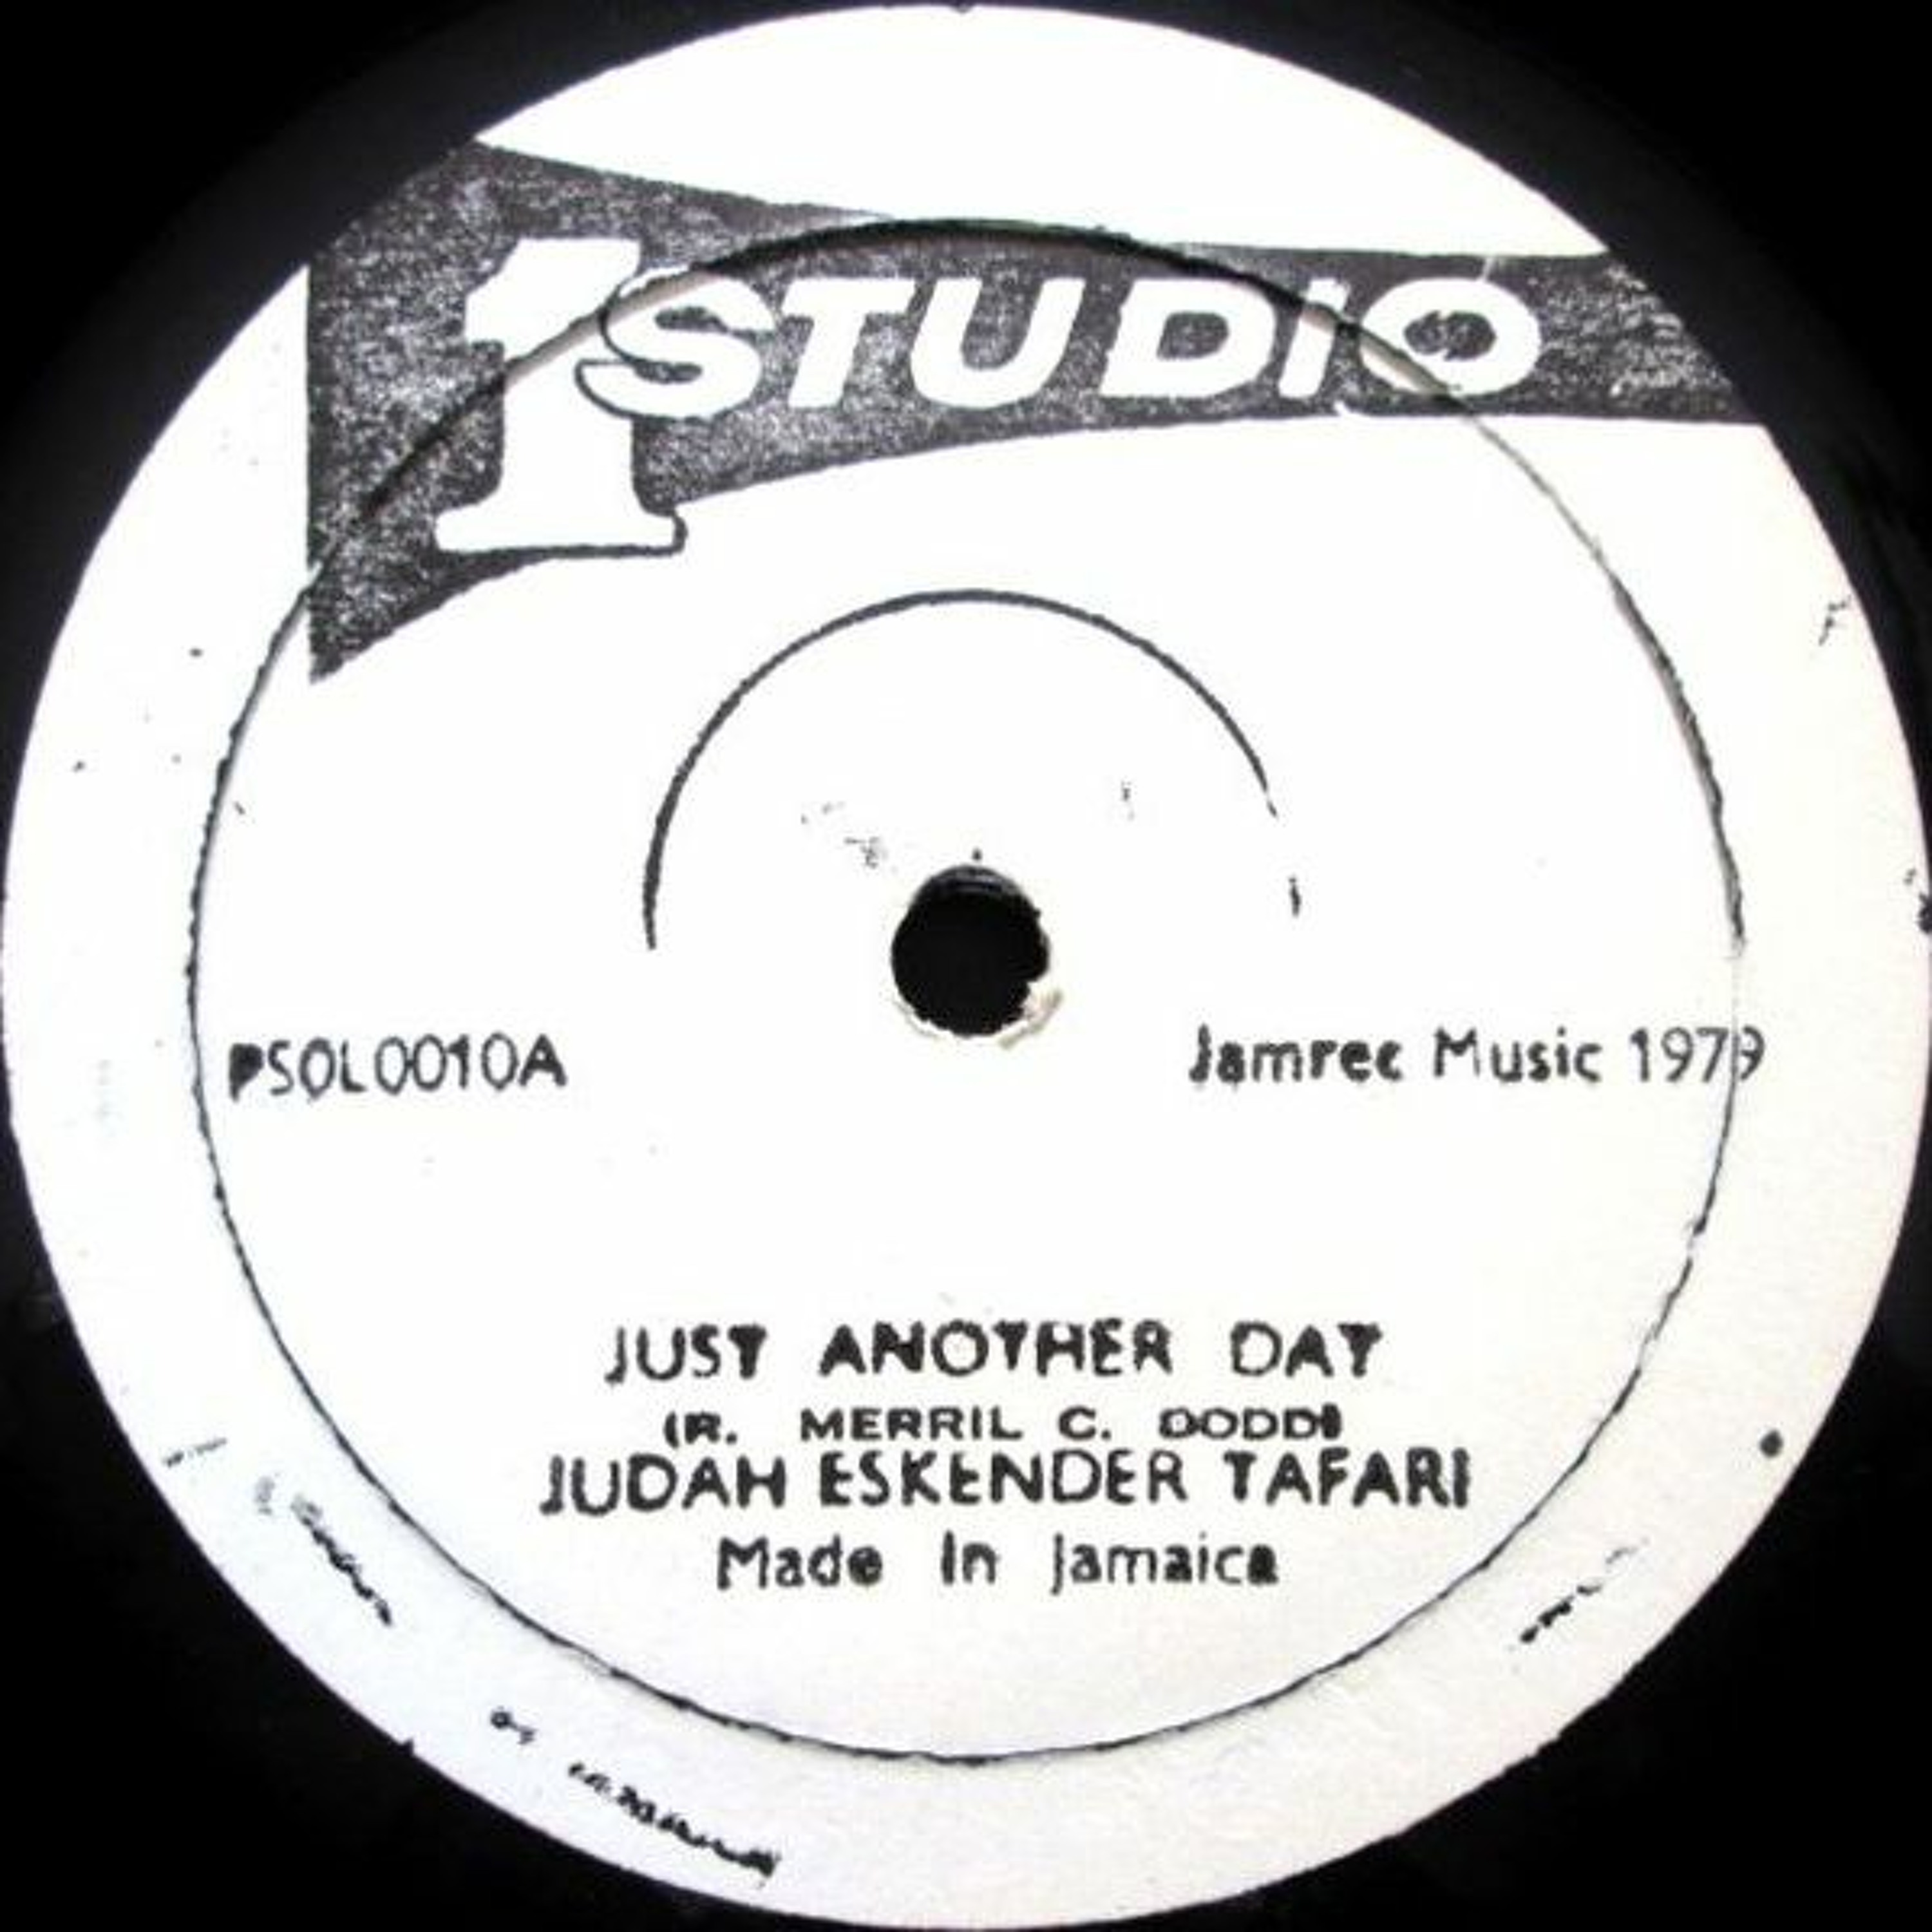 1 STUDIO
PSOL0010A
Jamrec Music 1979
JUST ANOTHER DAY
(R. MERRIL C. DODD)
JUDAH ESKENDER TAFARI
Made In Jamaica